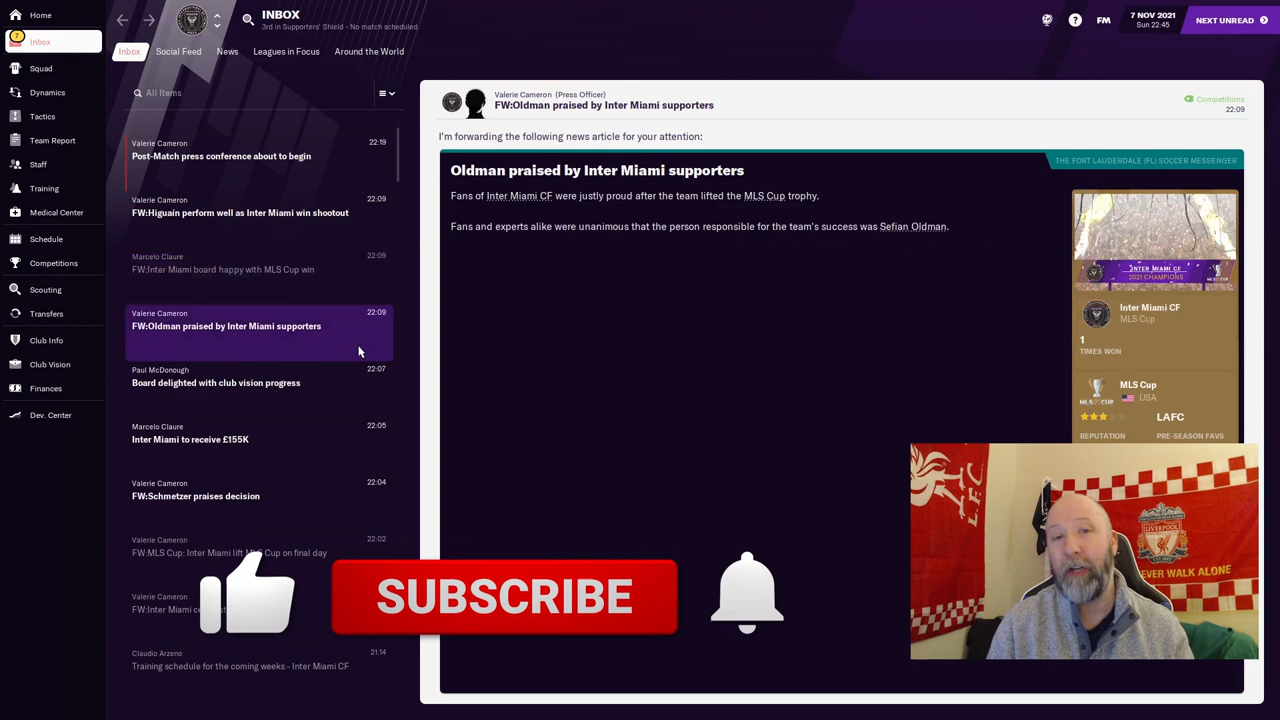 Home
7
Inbox
Squad
Dynamics
Tactics
Team Report
Staff
Training
Medical Center
Schedule
Competitions
Scouting
Transfers
Club Info
Club Vision
Finances
Dev. Center
INBOX
3rd in Supporters' Shield - No match scheduled.
?
FM
7 NOV 2021
Sun 22:45
NEXT UNREAD
Inbox
Social Feed
News
Leagues in Focus
Around the World
All Items
Valerie Cameron 22:19
Post-Match press conference about to begin
Valerie Cameron 22:09
FW:Higuaín perform well as Inter Miami win shootout
Marcelo Claure 22:09
FW:Inter Miami board happy with MLS Cup win
Valerie Cameron 22:09
FW:Oldman praised by Inter Miami supporters
Paul McDonough 22:07
Board delighted with club vision progress
Marcelo Claure 22:05
Inter Miami to receive £155K
Valerie Cameron 22:04
FW:Schmetzer praises decision
Valerie Cameron 22:02
FW:MLS Cup: Inter Miami lift MLS Cup on final day
Valerie Cameron
FW:Inter Miami
Claudio Arzeno 21:14
Training schedule for the coming weeks - Inter Miami CF
Valerie Cameron (Press Officer)
FW:Oldman praised by Inter Miami supporters
Competitions
22:09
I'm forwarding the following news article for your attention:
THE FORT LAUDERDALE (FL) SOCCER MESSENGER
Oldman praised by Inter Miami supporters
Fans of Inter Miami CF were justly proud after the team lifted the MLS Cup trophy.
Fans and experts alike were unanimous that the person responsible for the team's success was Sefian Oldman.
INTER MIAMI CF
2021 CHAMPIONS
Inter Miami CF
MLS Cup
1
TIMES WON
MLS CUP
MLS Cup
USA
LAFC
REPUTATION
PRE-SEASON FAVS
SUBSCRIBE
LFC
LIVERPOOL
EVER WALK ALONE